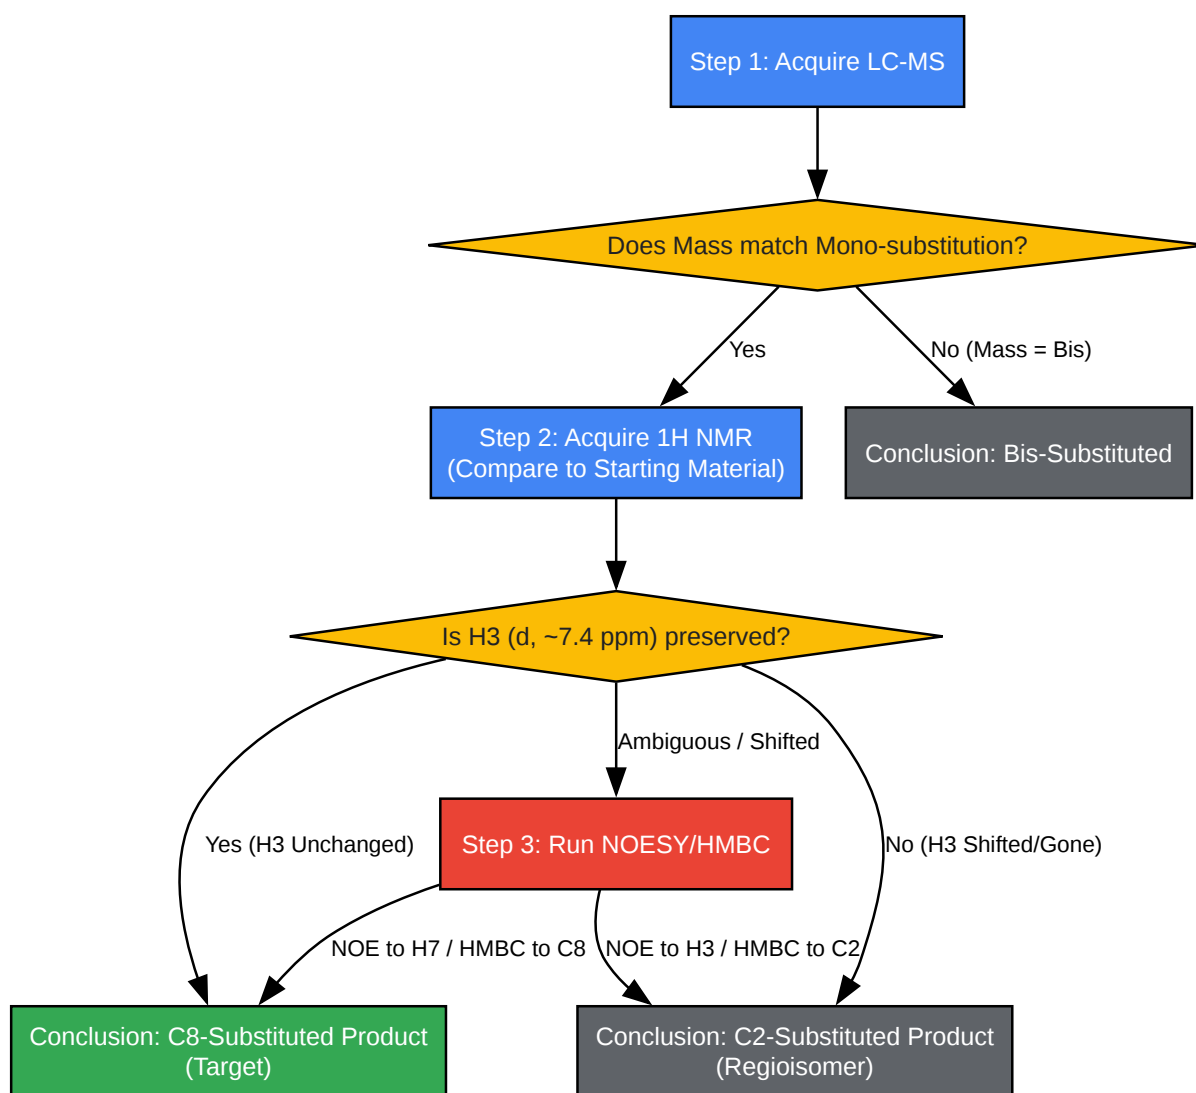 Step 1: Acquire LC-MS
Does Mass match Mono-substitution?
Yes
No (Mass = Bis)
Step 2: Acquire 1H NMR
(Compare to Starting Material)
Conclusion: Bis-Substituted
Is H3 (d, ~7.4 ppm) preserved?
Ambiguous / Shifted
Yes (H3 Unchanged)
Step 3: Run NOESY/HMBC
No (H3 Shifted/Gone)
NOE to H7 / HMBC to C8
NOE to H3 / HMBC to C2
Conclusion: C8-Substituted Product
(Target)
Conclusion: C2-Substituted Product
(Regioisomer)